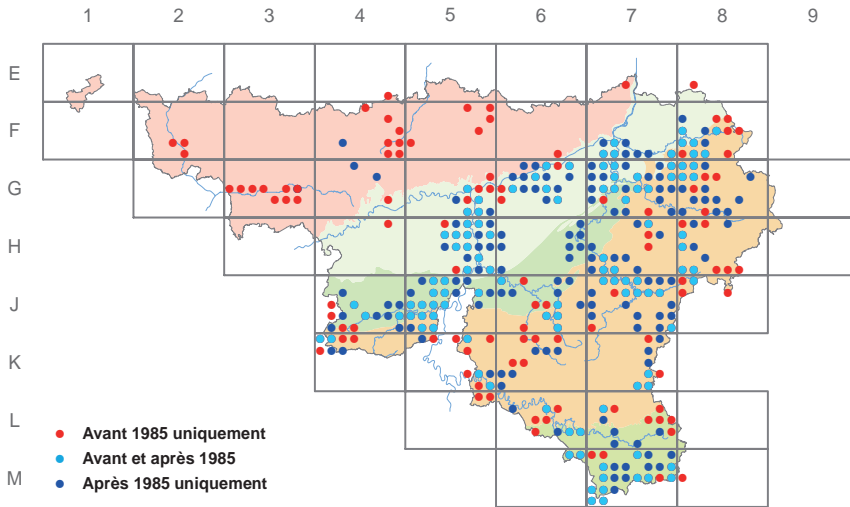 1 2 3 4 5 6 7 8 9
E
F
G
H
J
K
L
M
Avant 1985 uniquement
Avant et après 1985
Après 1985 uniquement